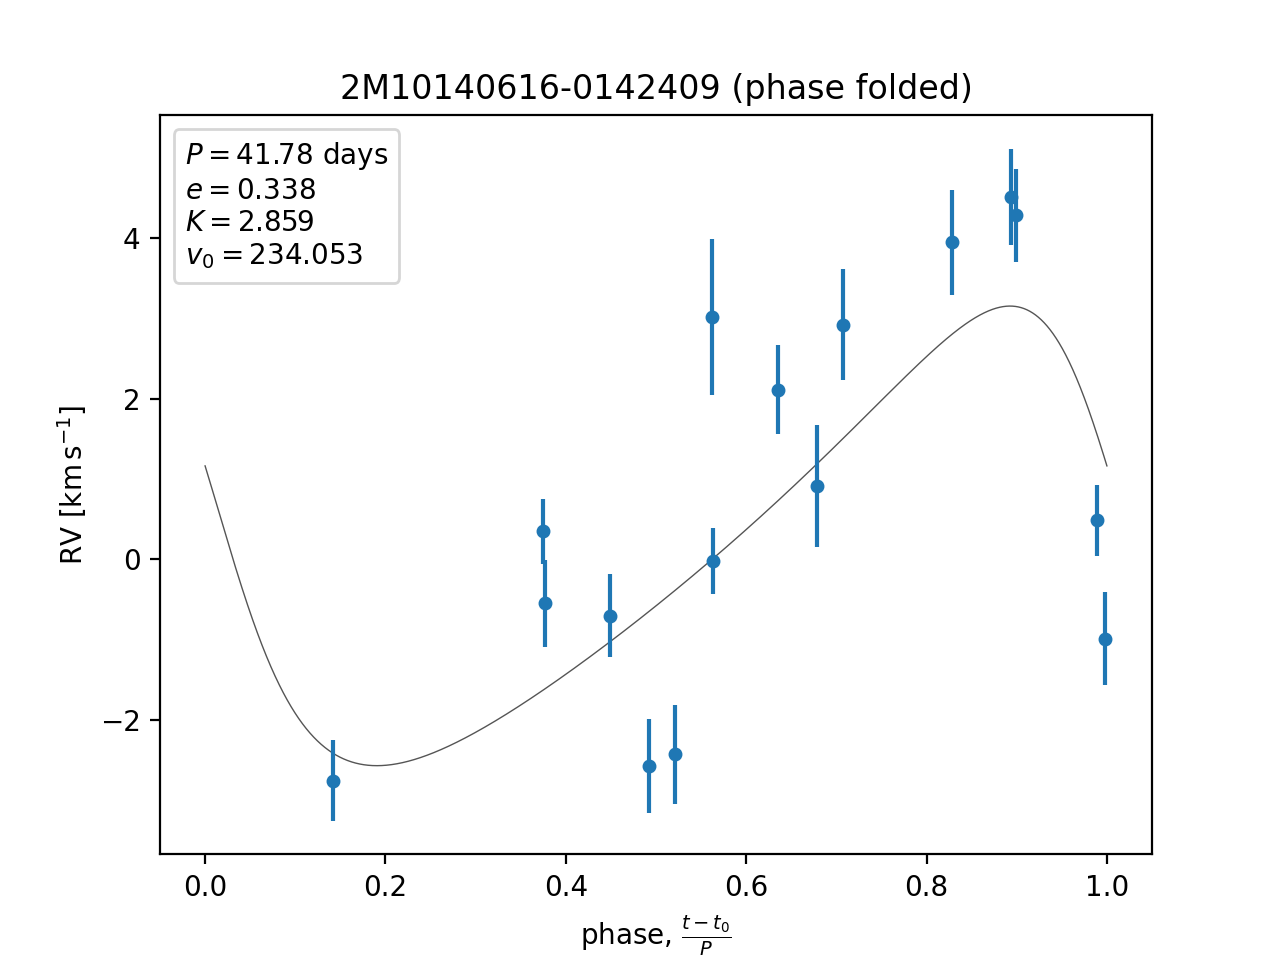 2M10140616-0142409 (phase folded)
P = 41.78 days
e = 0.338
K = 2.859
v₀ = 234.053
4
2
0
−2
RV [km s⁻¹]
0.0 0.2 0.4 0.6 0.8 1.0
phase, (t − t₀)/P